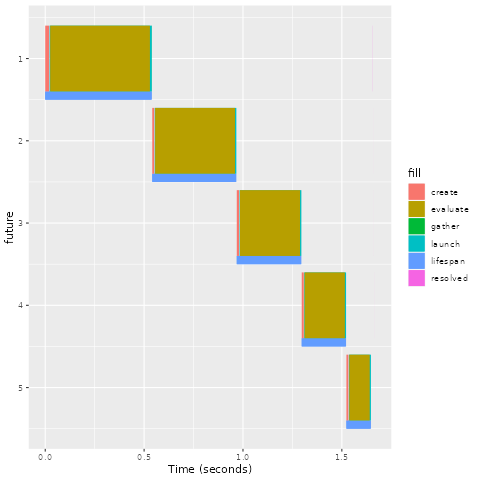 future
1
2
3
4
5
0.0 0.5 1.0 1.5
Time (seconds)
fill
create
evaluate
gather
launch
lifespan
resolved